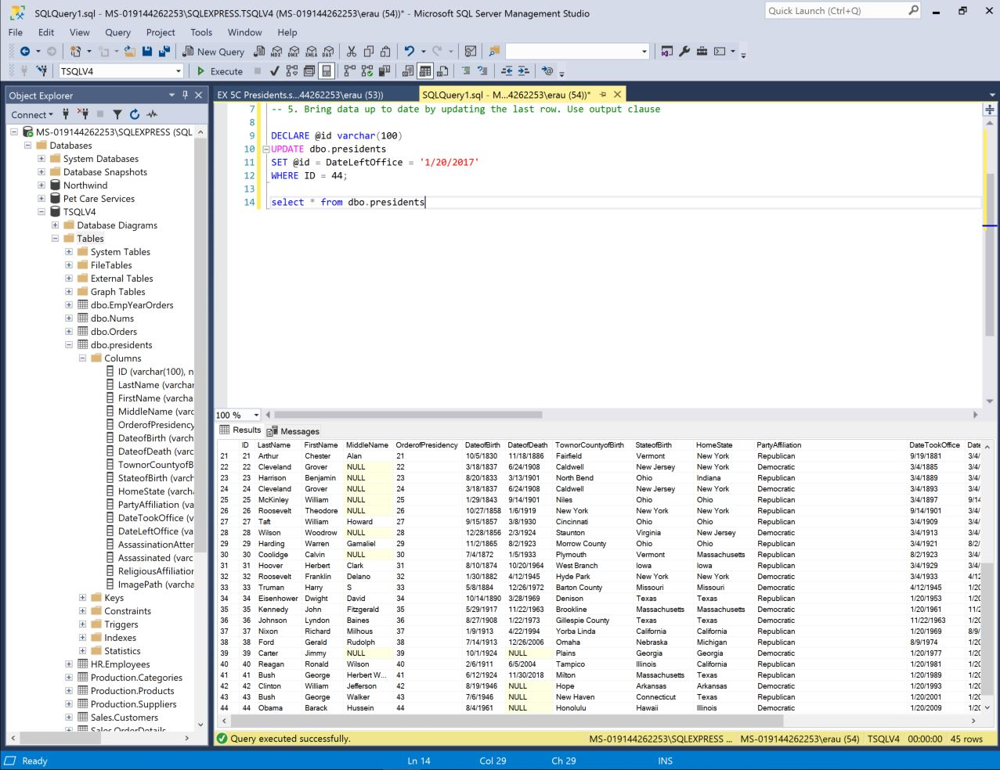 SQLQuery1.sql - MS-019144262253\SQLEXPRESS.TSQLV4 (MS-019144262253\erau (54))* - Microsoft SQL Server Management Studio
Quick Launch (Ctrl+Q)
File Edit View Query Project Tools Window Help
New Query MDX DMX XMLA DAX
TSQLV4 Execute
Object Explorer
Connect
MS-019144262253\SQLEXPRESS (SQL
Databases
System Databases
Database Snapshots
Northwind
Pet Care Services
TSQLV4
Database Diagrams
Tables
System Tables
FileTables
External Tables
Graph Tables
dbo.EmpYearOrders
dbo.Nums
dbo.Orders
dbo.presidents
Columns
ID (varchar(100), n
LastName (varchar
FirstName (varchar
MiddleName (varc
OrderofPresidency
DateofBirth (varch
DateofDeath (varc
TownorCountyofB
StateofBirth (varch
HomeState (varcha
PartyAffiliation (va
DateTookOffice (v
DateLeftOffice (va
AssassinationAtter
Assassinated (varc
ReligiousAffiliation
ImagePath (varcha
Keys
Constraints
Triggers
Indexes
Statistics
HR.Employees
Production.Categories
Production.Products
Production.Suppliers
Sales.Customers
Sales.OrderDetails
EX 5C Presidents.s...44262253\erau (53))
SQLQuery1.sql - M...4262253\erau (54))*
7 -- 5. Bring data up to date by updating the last row. Use output clause
8
9 DECLARE @id varchar(100)
10 UPDATE dbo.presidents
11 SET @id = DateLeftOffice = '1/20/2017'
12 WHERE ID = 44;
13
14 select * from dbo.presidents
100 %
Results Messages
ID LastName FirstName MiddleName OrderofPresidency DateofBirth DateofDeath TownorCountyofBirth StateofBirth HomeState PartyAffiliation DateTookOffice Date
21 21 Arthur Chester Alan 21 10/5/1830 11/18/1886 Fairfield Vermont New York Republican 9/19/1881 3/4/
22 22 Cleveland Grover NULL 22 3/18/1837 6/24/1908 Caldwell New Jersey New York Democratic 3/4/1885 3/4/
23 23 Harrison Benjamin NULL 23 8/20/1833 3/13/1901 North Bend Ohio Indiana Republican 3/4/1889 3/4/
24 24 Cleveland Grover NULL 24 3/18/1837 6/24/1908 Caldwell New Jersey New York Democratic 3/4/1893 3/4/
25 25 McKinley William NULL 25 1/29/1843 9/14/1901 Niles Ohio Ohio Republican 3/4/1897 9/14
26 26 Roosevelt Theodore NULL 26 10/27/1858 1/6/1919 New York New York New York Republican 9/14/1901 3/4/
27 27 Taft William Howard 27 9/15/1857 3/8/1930 Cincinnati Ohio Ohio Republican 3/4/1909 3/4/
28 28 Wilson Woodrow NULL 28 12/28/1856 2/3/1924 Staunton Virginia New Jersey Democratic 3/4/1913 3/4/
29 29 Harding Warren Gamaliel 29 11/2/1865 8/2/1923 Morrow County Ohio Ohio Republican 3/4/1921 8/2/
30 30 Coolidge Calvin NULL 30 7/4/1872 1/5/1933 Plymouth Vermont Massachusetts Republican 8/2/1923 3/4/
31 31 Hoover Herbert Clark 31 8/10/1874 10/20/1964 West Branch Iowa Iowa Republican 3/4/1929 3/4/
32 32 Roosevelt Franklin Delano 32 1/30/1882 4/12/1945 Hyde Park New York New York Democratic 3/4/1933 4/12
33 33 Truman Harry S 33 5/8/1884 12/26/1972 Barton County Missouri Missouri Democratic 4/12/1945 1/20
34 34 Eisenhower Dwight David 34 10/14/1890 3/28/1969 Denison Texas Texas Republican 1/20/1953 1/20
35 35 Kennedy John Fitzgerald 35 5/29/1917 11/22/1963 Brookline Massachusetts Massachusetts Democratic 1/20/1961 11/2
36 36 Johnson Lyndon Baines 36 8/27/1908 1/22/1973 Gillespie County Texas Texas Democratic 11/22/1963 1/20
37 37 Nixon Richard Milhous 37 1/9/1913 4/22/1994 Yorba Linda California California Republican 1/20/1969 8/9/
38 38 Ford Gerald Rudolph 38 7/14/1913 12/26/2006 Omaha Nebraska Michigan Republican 8/9/1974 1/20
39 39 Carter Jimmy NULL 39 10/1/1924 NULL Plains Georgia Georgia Democratic 1/20/1977 1/20
40 40 Reagan Ronald Wilson 40 2/6/1911 6/5/2004 Tampico Illinois California Republican 1/20/1981 1/20
41 41 Bush George Herbert W... 41 6/12/1924 11/30/2018 Milton Massachusetts Texas Republican 1/20/1989 1/20
42 42 Clinton William Jefferson 42 8/19/1946 NULL Hope Arkansas Arkansas Democratic 1/20/1993 1/20
43 43 Bush George Walker 43 7/6/1946 NULL New Haven Connecticut Texas Republican 1/20/2001 1/20
44 44 Obama Barack Hussein 44 8/4/1961 NULL Honolulu Hawaii Illinois Democratic 1/20/2009 1/20
Query executed successfully. MS-019144262253\SQLEXPRESS ... MS-019144262253\erau (54) TSQLV4 00:00:00 45 rows
Ready Ln 14 Col 29 Ch 29 INS